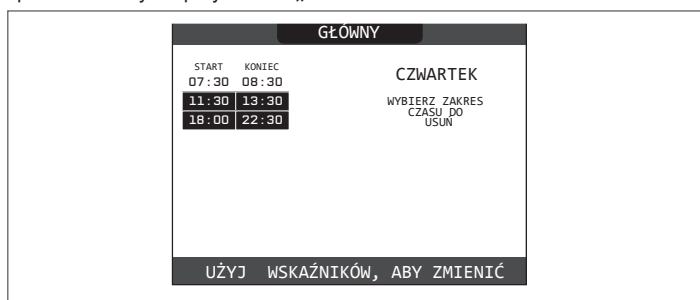 GŁÓWNY
START KONIEC
07:30 08:30
11:30 13:30
18:00 22:30
CZWARTEK
WYBIERZ ZAKRES
CZASU DO
USUŃ
UŻYJ WSKAŹNIKÓW, ABY ZMIENIĆ